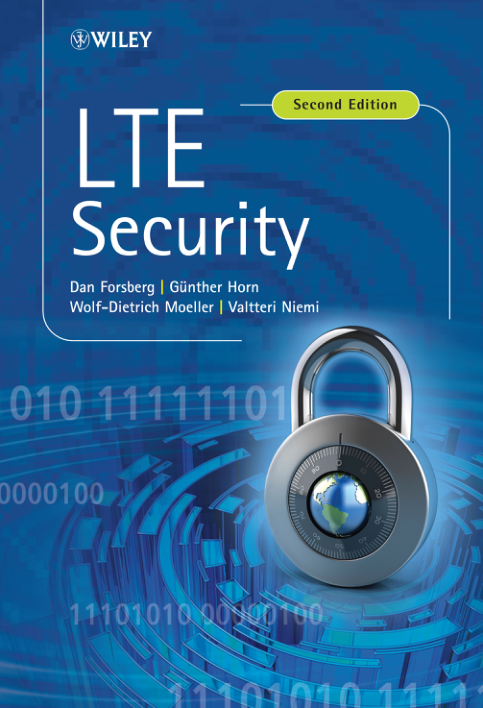 WILEY
Second Edition
LTE
Security
Dan Forsberg | Günther Horn
Wolf-Dietrich Moeller | Valtteri Niemi
010 11111101
0000100
11101010 00000100
11101010 11111